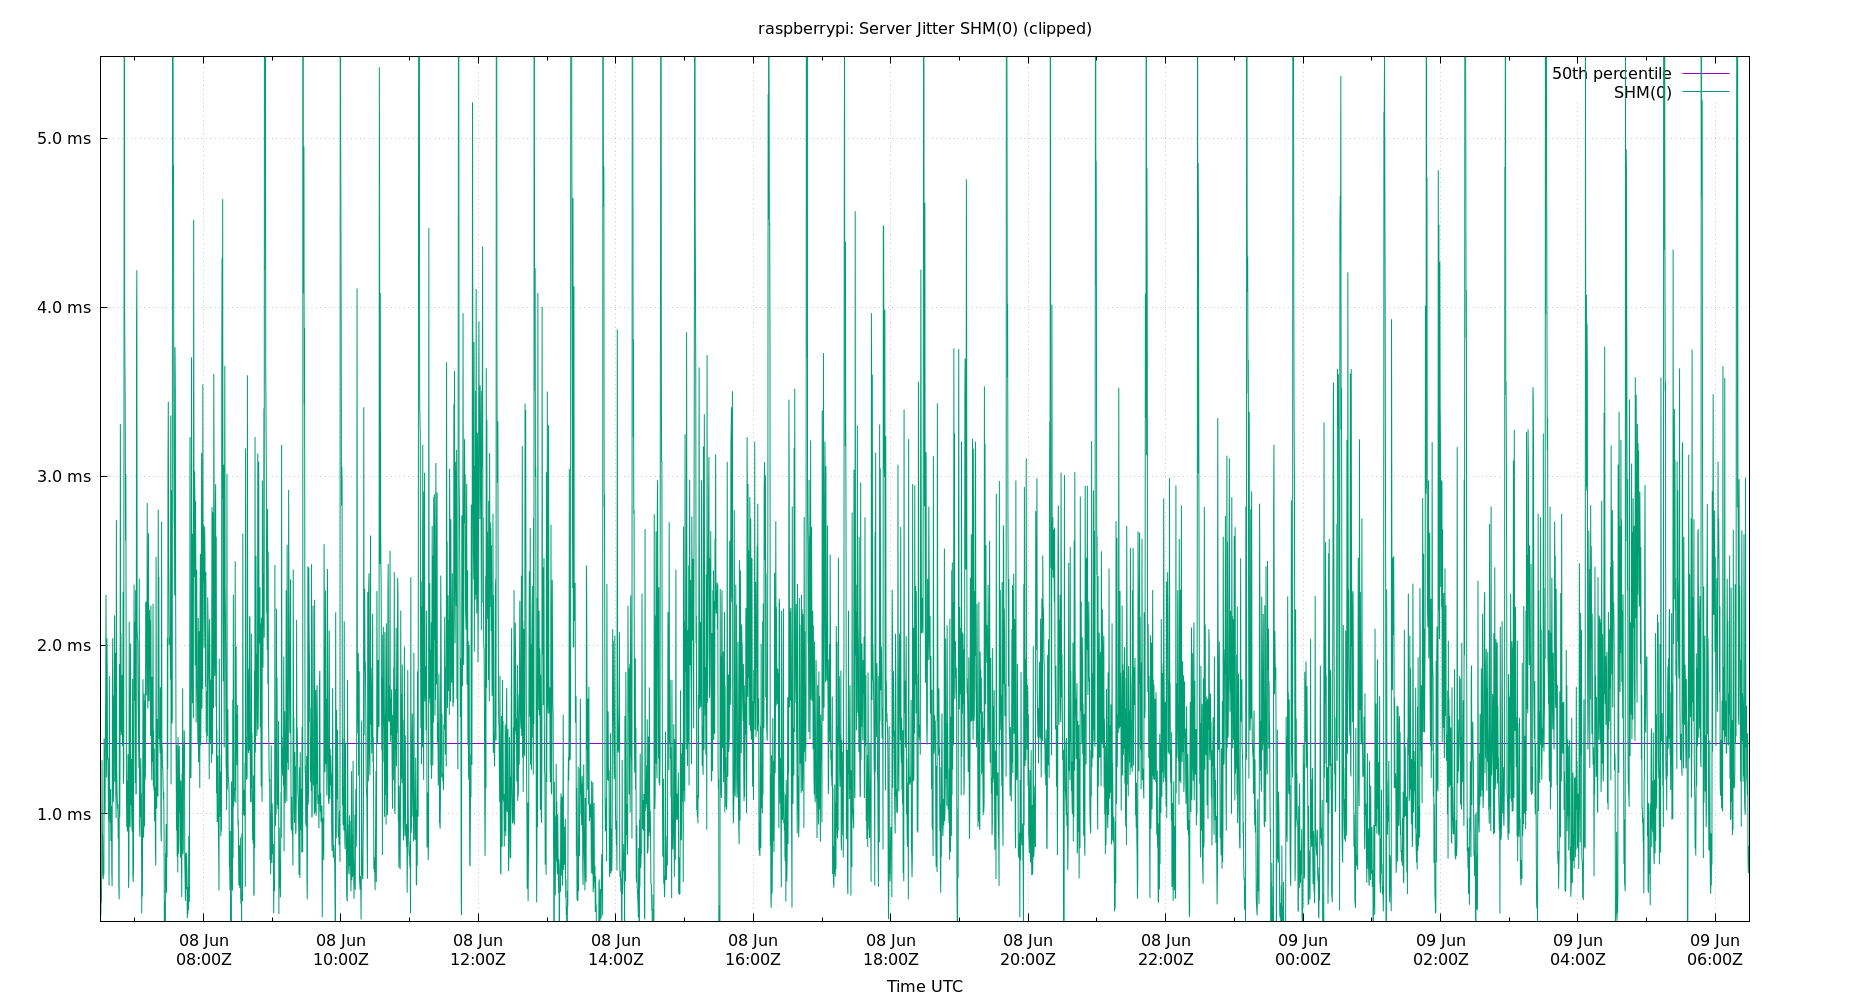 raspberrypi: Server Jitter SHM(0) (clipped)
50th percentile
SHM(0)
5.0 ms
4.0 ms
3.0 ms
2.0 ms
1.0 ms
08 Jun 08 Jun 08 Jun 08 Jun 08 Jun 08 Jun 08 Jun 08 Jun 09 Jun 09 Jun 09 Jun 09 Jun
08:00Z 10:00Z 12:00Z 14:00Z 16:00Z 18:00Z 20:00Z 22:00Z 00:00Z 02:00Z 04:00Z 06:00Z
Time UTC